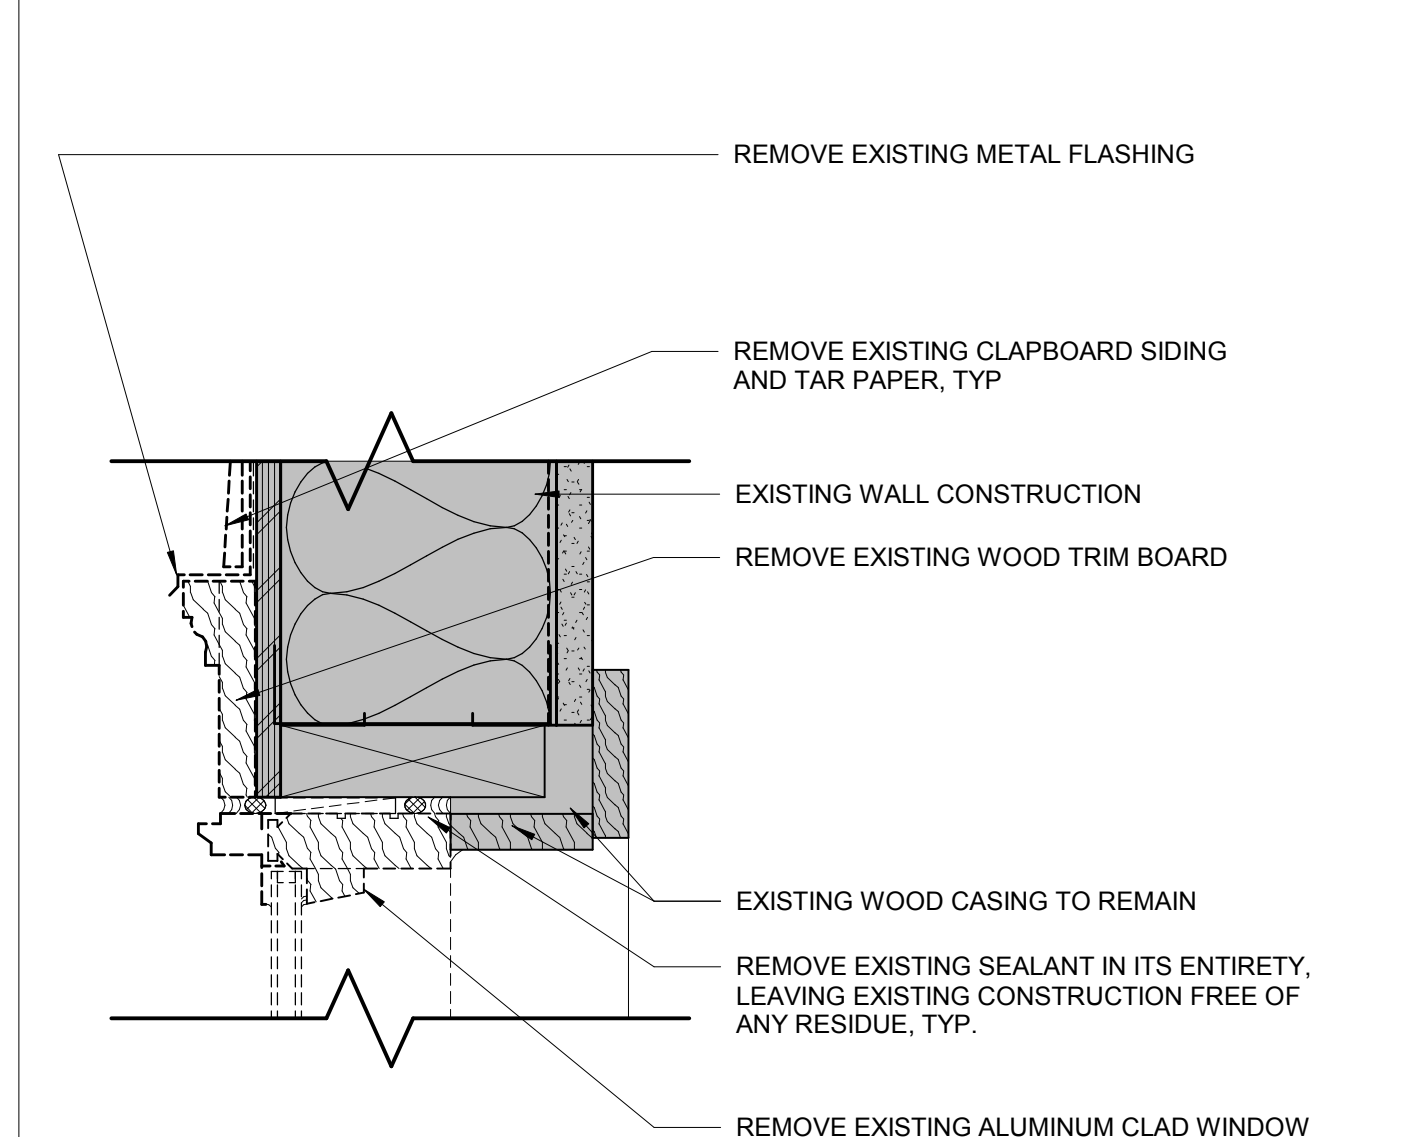 REMOVE EXISTING METAL FLASHING
REMOVE EXISTING CLAPBOARD SIDING
AND TAR PAPER, TYP
EXISTING WALL CONSTRUCTION
REMOVE EXISTING WOOD TRIM BOARD
EXISTING WOOD CASING TO REMAIN
REMOVE EXISTING SEALANT IN ITS ENTIRETY,
LEAVING EXISTING CONSTRUCTION FREE OF
ANY RESIDUE, TYP.
REMOVE EXISTING ALUMINUM CLAD WINDOW